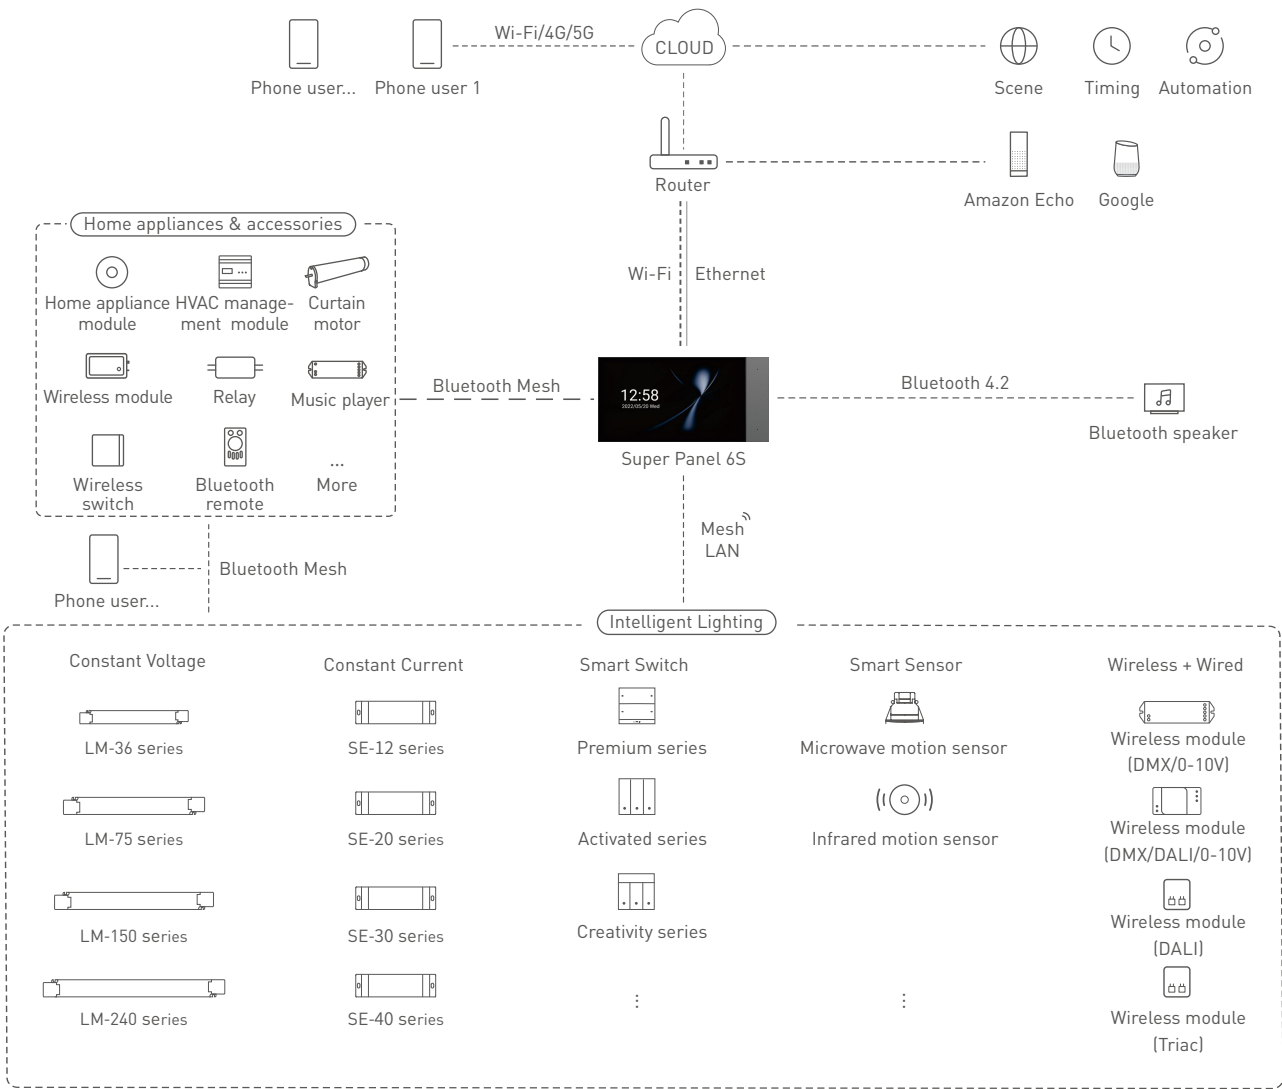 Wi-Fi/4G/5G
CLOUD
Phone user...
Phone user 1
Scene
Timing
Automation
Router
Amazon Echo
Google
Home appliances & accessories
Wi-Fi
Ethernet
Home appliance
module
HVAC manage-
ment module
Curtain
motor
Wireless module
Relay
Music player
Bluetooth Mesh
12:58
2022/05/20 Wed
Bluetooth 4.2
Bluetooth speaker
Super Panel 6S
Wireless
switch
Bluetooth
remote
...
More
Mesh
LAN
Bluetooth Mesh
Phone user...
Intelligent Lighting
Constant Voltage
LM-36 series
LM-75 series
LM-150 series
LM-240 series
Constant Current
SE-12 series
SE-20 series
SE-30 series
SE-40 series
Smart Switch
Premium series
Activated series
Creativity series
⋮
Smart Sensor
Microwave motion sensor
Infrared motion sensor
⋮
Wireless + Wired
Wireless module
(DMX/0-10V)
Wireless module
(DMX/DALI/0-10V)
Wireless module
(DALI)
Wireless module
(Triac)